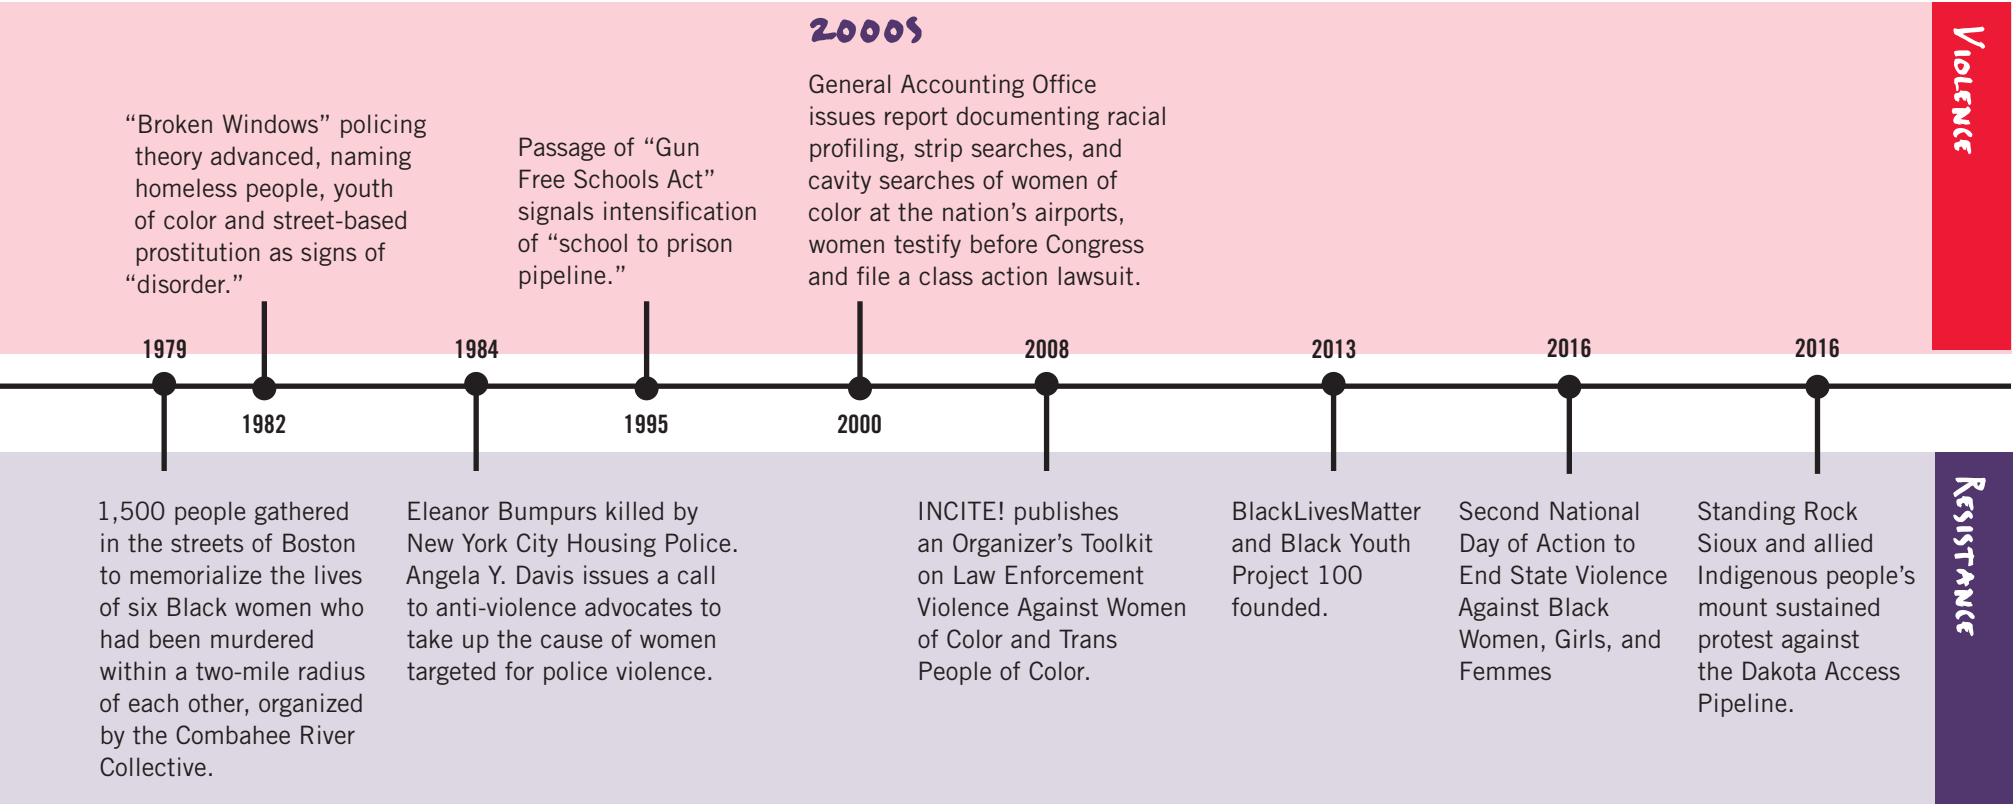 2000s
General Accounting Office
issues report documenting racial
profiling, strip searches, and
cavity searches of women of
color at the nation's airports,
women testify before Congress
and file a class action lawsuit.
“Broken Windows” policing
theory advanced, naming
homeless people, youth
of color and street-based
prostitution as signs of
“disorder.”
Passage of “Gun
Free Schools Act”
signals intensification
of “school to prison
pipeline.”
VIOLENCE
1979
1984
2008
2013
2016
2016
1982
1995
2000
1,500 people gathered
in the streets of Boston
to memorialize the lives
of six Black women who
had been murdered
within a two-mile radius
of each other, organized
by the Combahee River
Collective.
Eleanor Bumpurs killed by
New York City Housing Police.
Angela Y. Davis issues a call
to anti-violence advocates to
take up the cause of women
targeted for police violence.
INCITE! publishes
an Organizer’s Toolkit
on Law Enforcement
Violence Against Women
of Color and Trans
People of Color.
BlackLivesMatter
and Black Youth
Project 100
founded.
Second National
Day of Action to
End State Violence
Against Black
Women, Girls, and
Femmes
Standing Rock
Sioux and allied
Indigenous people’s
mount sustained
protest against
the Dakota Access
Pipeline.
RESISTANCE